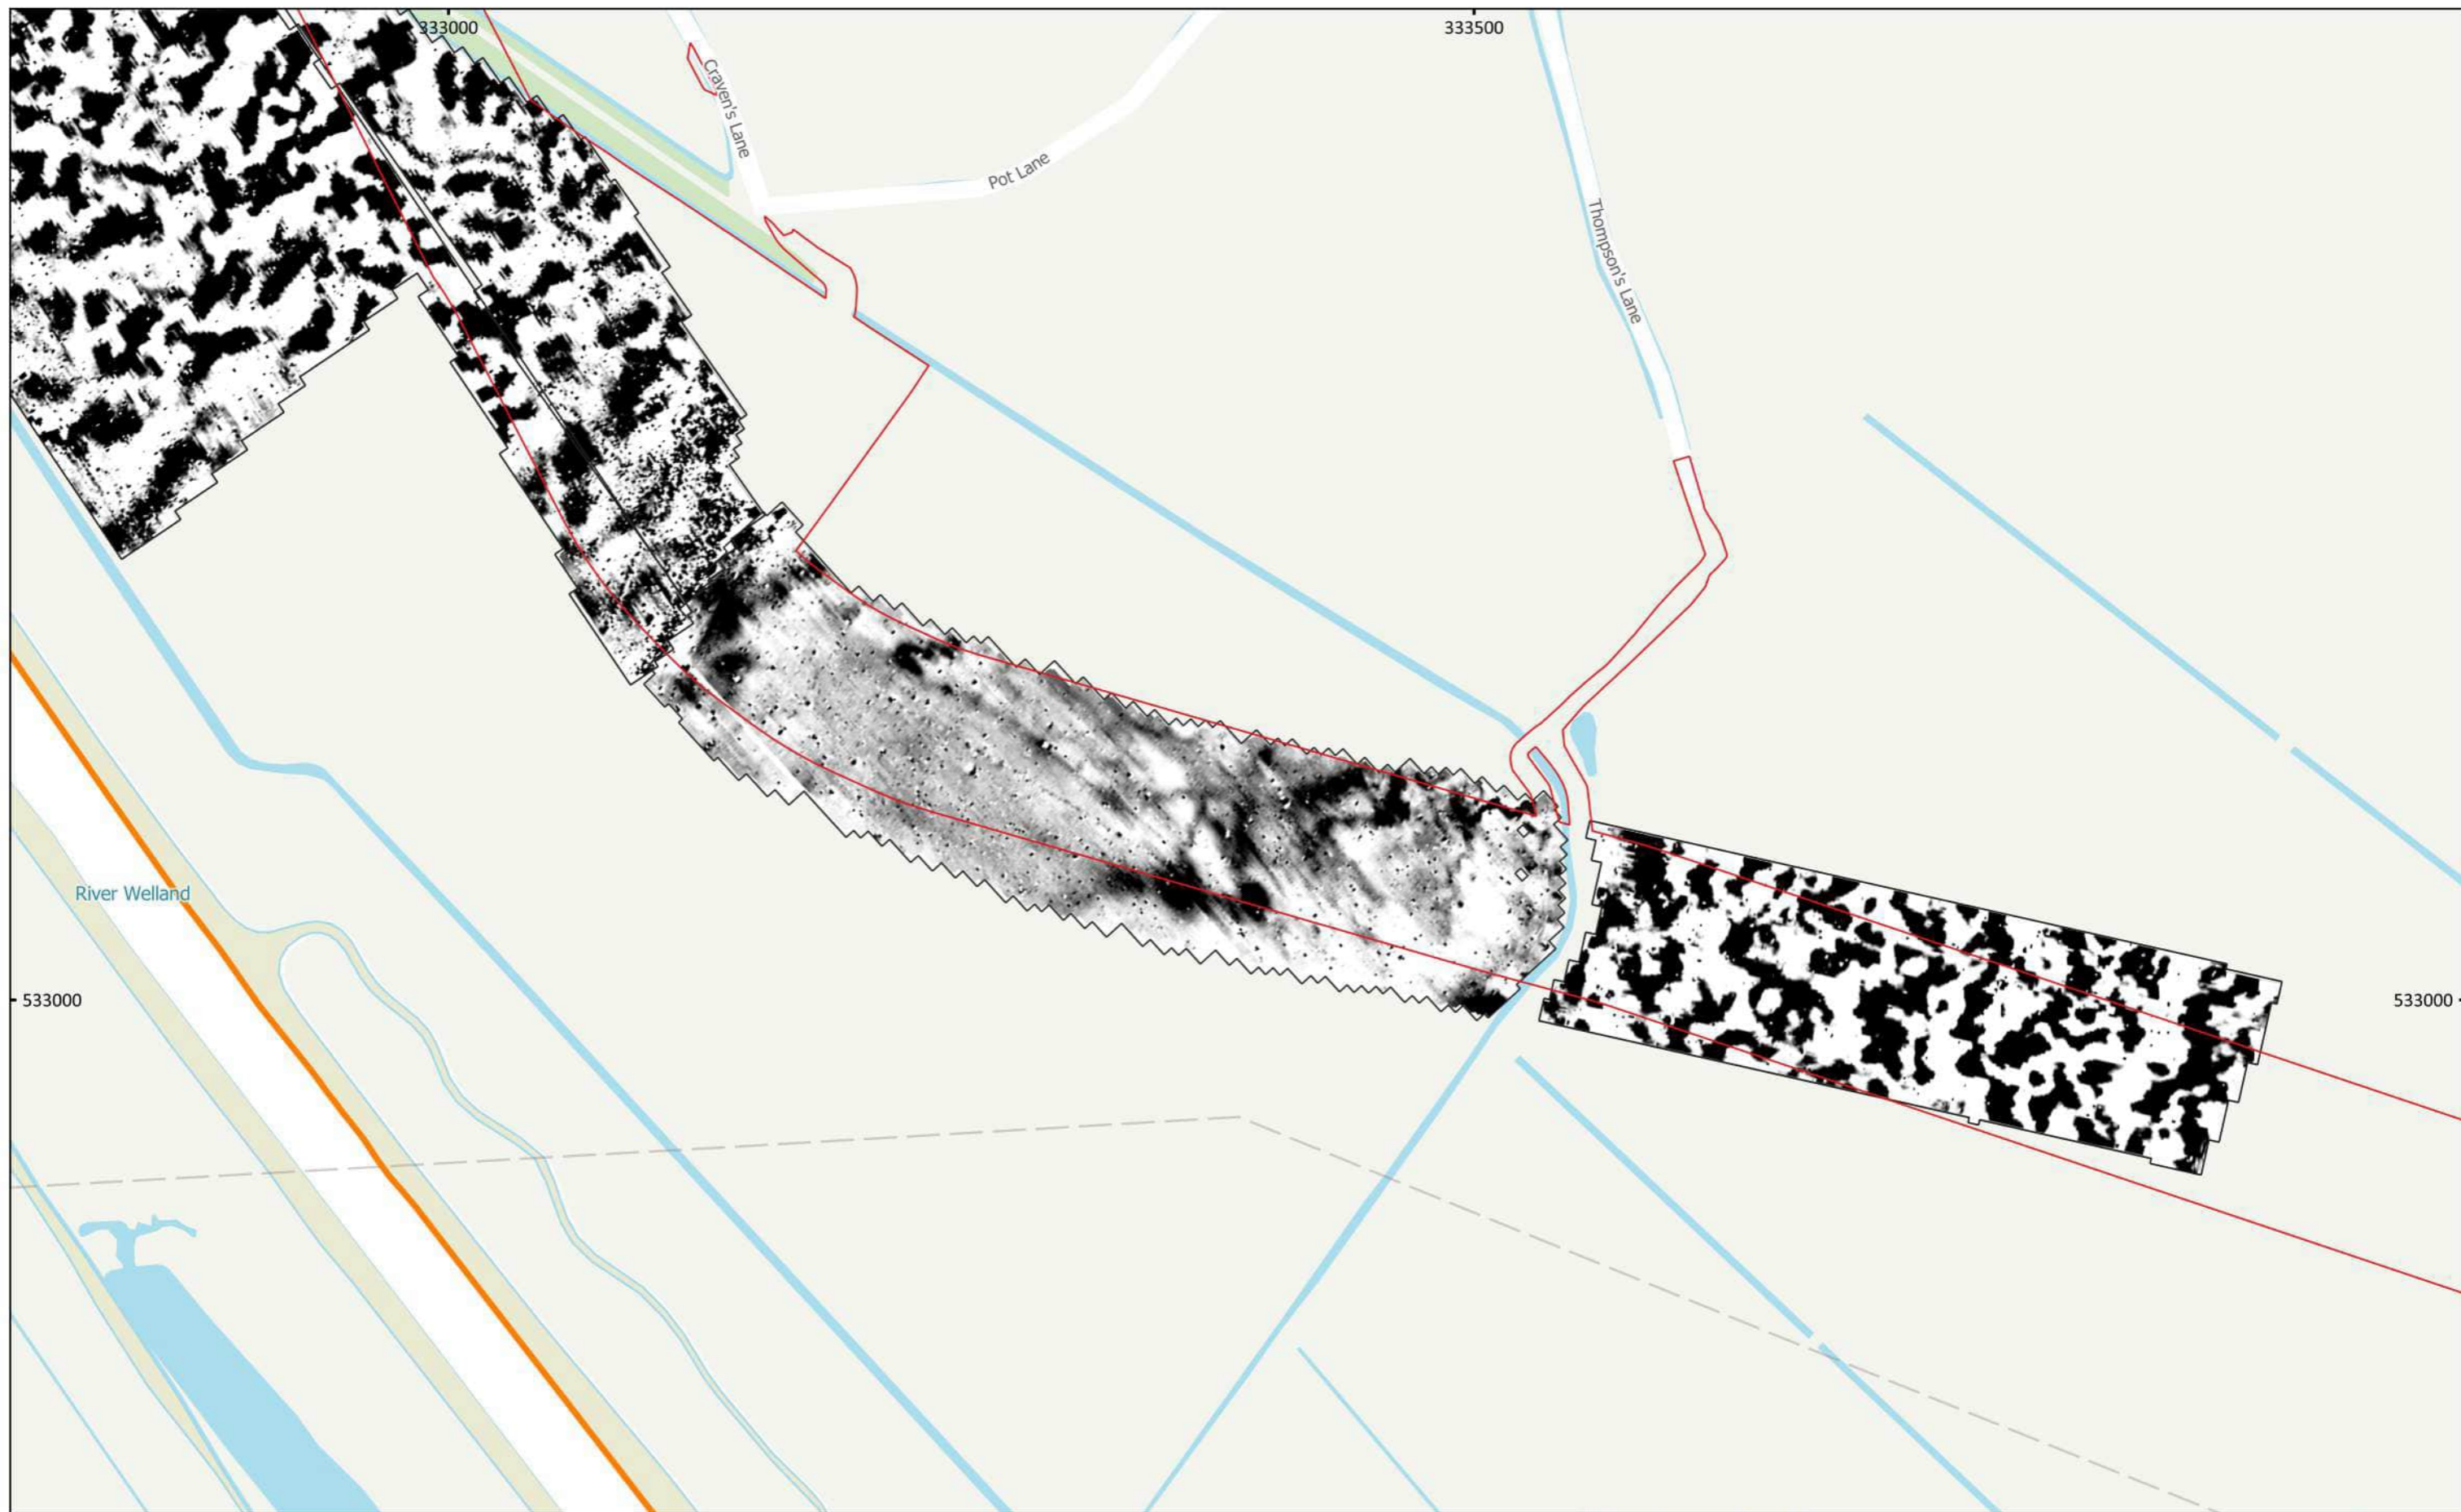 333000
333500
Craven's Lane
Pot Lane
Thompson's Lane
River Welland
533000
533000